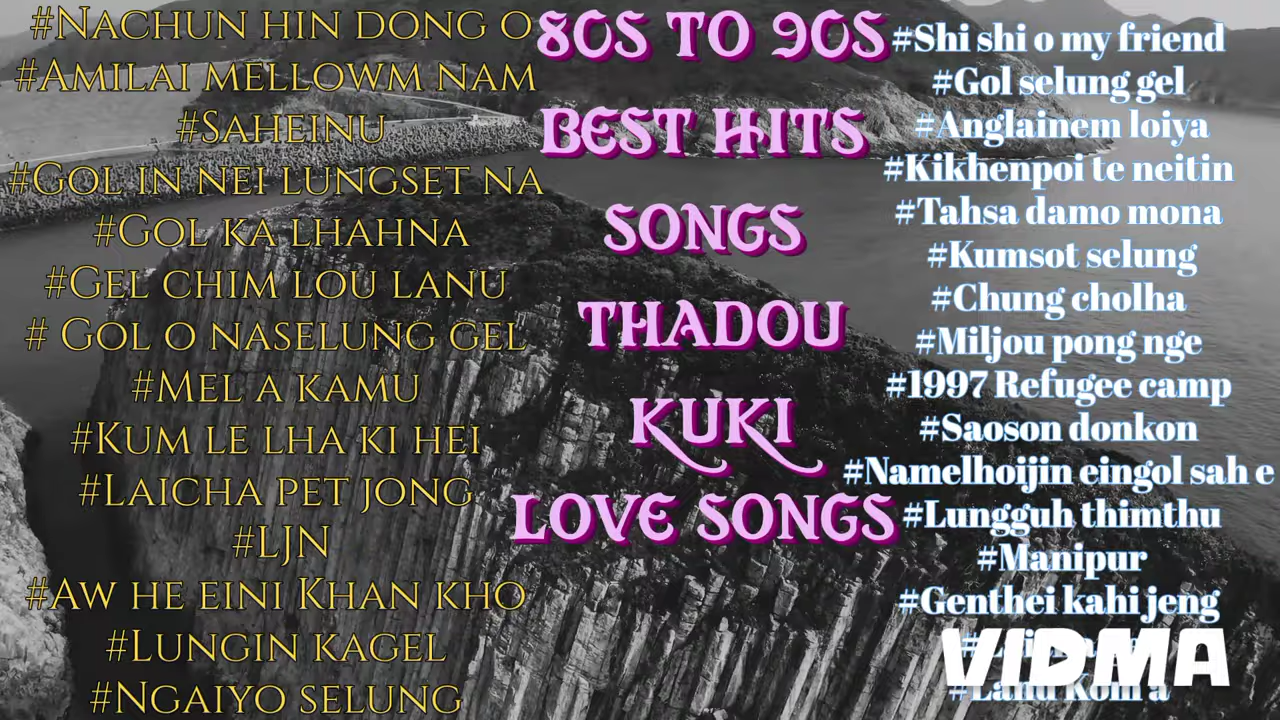 #Nachun hin dong o
#Amilai mellowm nam
#Saheinu
#Gol in nei lungset na
#Gol ka lhahna
#Gel chim lou lanu
# Gol o naselung gel
#Mel a kamu
#Kum le lha ki hei
#Laicha pet jong
#LJN
#Aw he eini Khan kho
#Lungin kagel
#Ngaiyo selung
80s to 90s
Best Hits
Songs
Thadou
Kuki
Love Songs
#Shi shi o my friend
#Gol selung gel
#Anglainem loiya
#Kikhenpoi te neitin
#Tahsa damo mona
#Kumsot selung
#Chung cholha
#Miljou pong nge
#1997 Refugee camp
#Saoson donkon
#Namelhoijin eingol sah e
#Lungguh thimthu
#Manipur
#Genthei kahi jeng
VIDMA